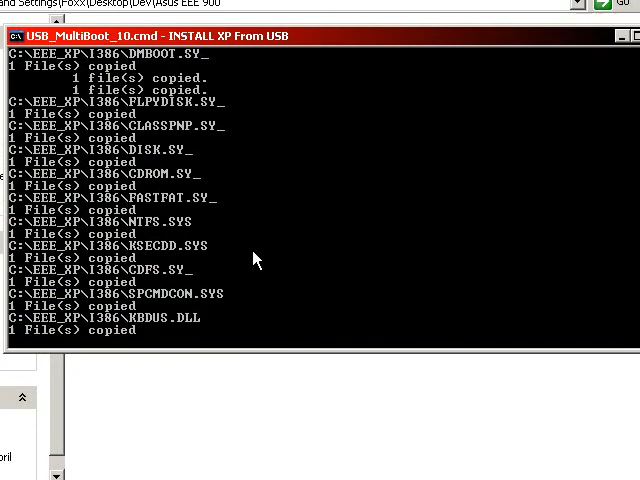 and Settings\Foxx\Desktop\Dev\Asus EEE 900
GO
USB_MultiBoot_10.cmd - INSTALL XP From USB
C:\EEE_XP\I386\DMBOOT.SY_
1 File(s) copied
1 file(s) copied.
1 file(s) copied.
C:\EEE_XP\I386\FLPYDISK.SY_
1 File(s) copied
C:\EEE_XP\I386\CLASSPNP.SY_
1 File(s) copied
C:\EEE_XP\I386\DISK.SY_
1 File(s) copied
C:\EEE_XP\I386\CDROM.SY_
1 File(s) copied
C:\EEE_XP\I386\FASTFAT.SY_
1 File(s) copied
C:\EEE_XP\I386\NTFS.SYS
1 File(s) copied
C:\EEE_XP\I386\KSECDD.SYS
1 File(s) copied
C:\EEE_XP\I386\CDFS.SY_
1 File(s) copied
C:\EEE_XP\I386\SPCMDCON.SYS
1 File(s) copied
C:\EEE_XP\I386\KBDUS.DLL
1 File(s) copied
pril